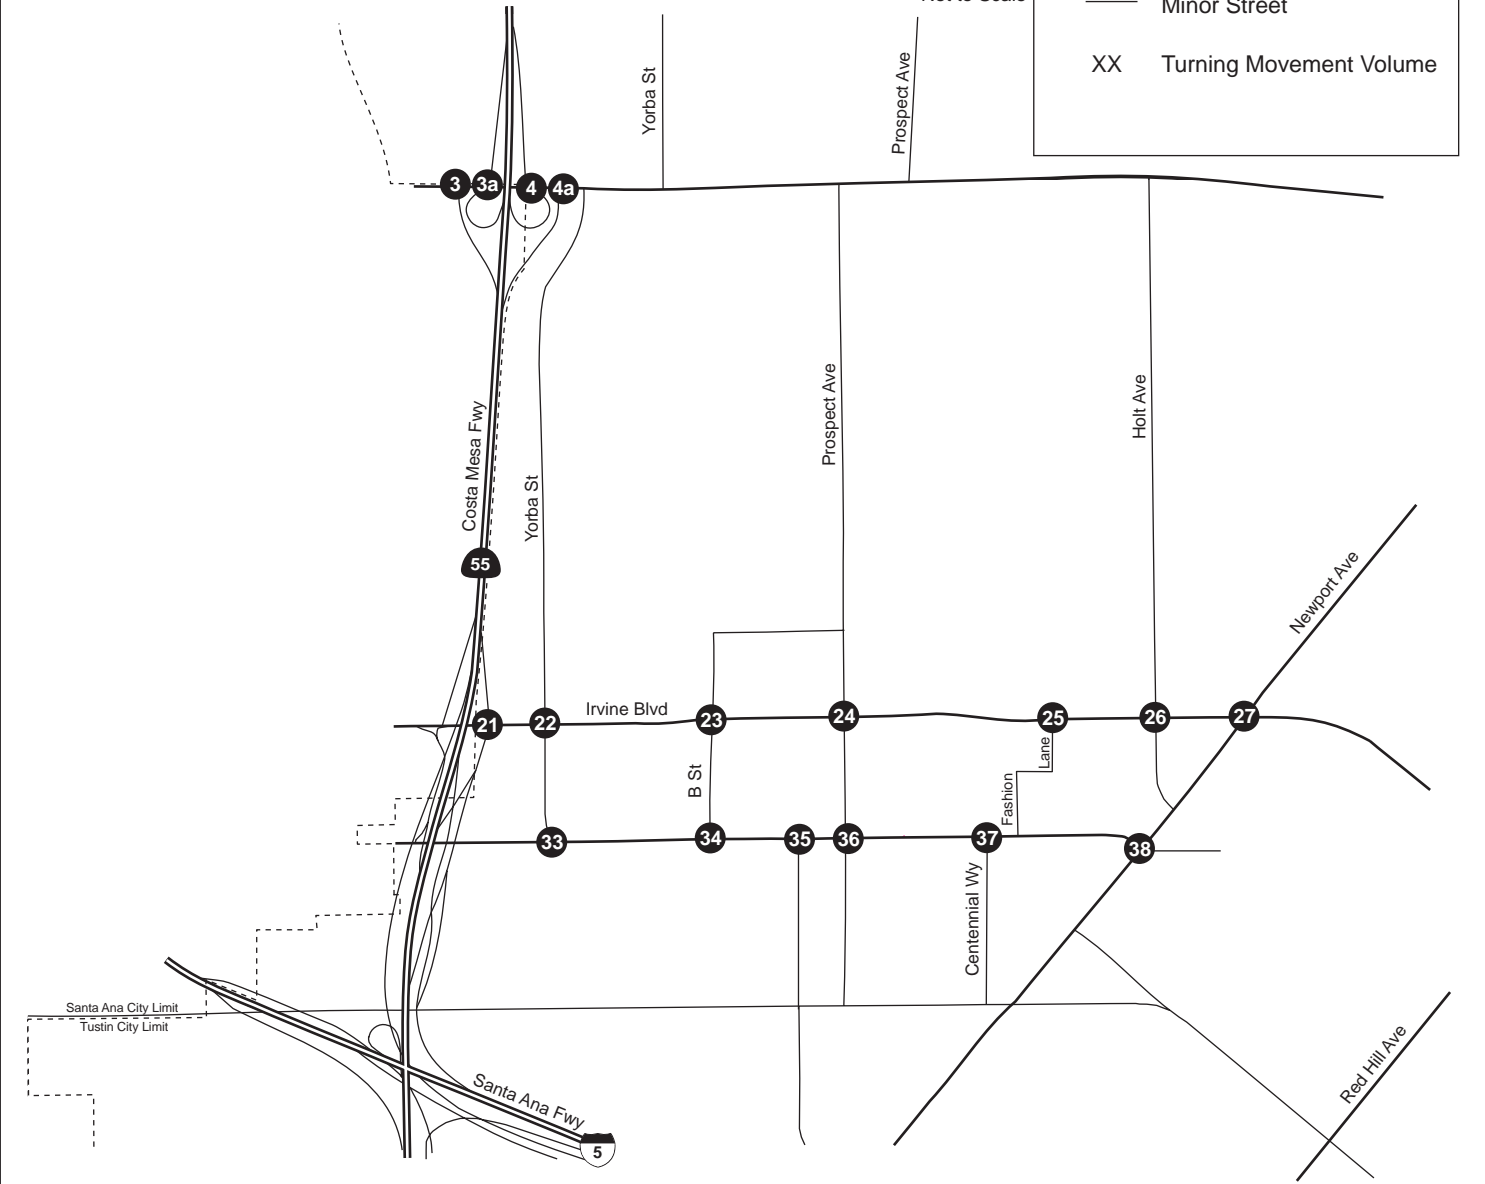 Minor Street
XX Turning Movement Volume
Yorba St
Prospect Ave
3
3a
4
4a
Costa Mesa Fwy
Yorba St
Prospect Ave
Holt Ave
55
Newport Ave
Irvine Blvd
21
22
23
24
25
26
27
B St
Fashion
Lane
33
34
35
36
37
38
Centennial Wy
Santa Ana City Limit
Tustin City Limit
Santa Ana Fwy
5
Red Hill Ave